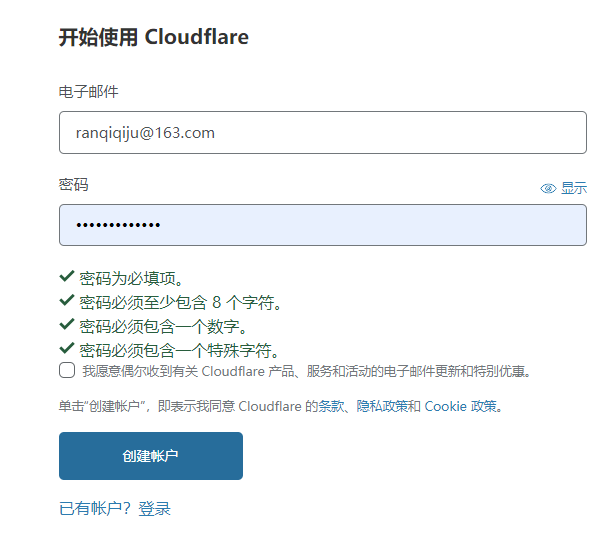 开始使用 Cloudflare
电子邮件
ranqiqiju@163.com
密码
显示
•••••••••••••
密码为必填项。
密码必须至少包含 8 个字符。
密码必须包含一个数字。
密码必须包含一个特殊字符。
我愿意偶尔收到有关 Cloudflare 产品、服务和活动的电子邮件更新和特别优惠。
单击“创建帐户”，即表示我同意 Cloudflare 的条款、隐私政策和 Cookie 政策。
创建帐户
已有帐户？登录